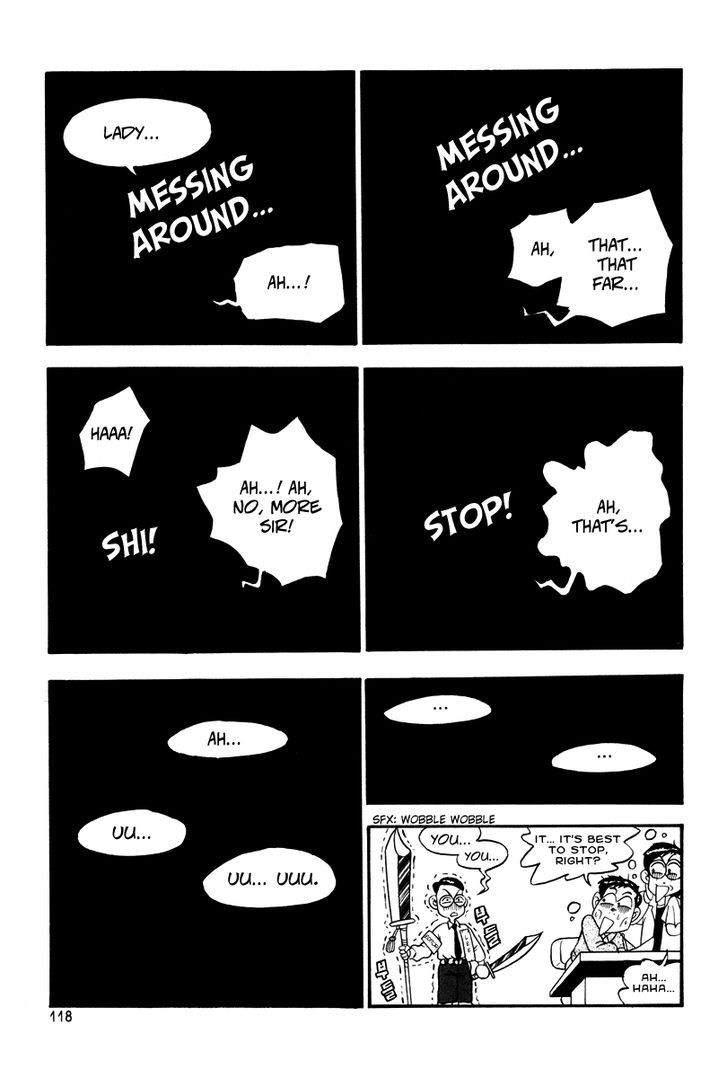 LADY...
MESSING
AROUND...
AH...!
MESSING
AROUND...
AH,
THAT...
THAT
FAR...
HAAA!
SHI!
AH...! AH,
NO, MORE
SIR!
STOP!
AH,
THAT'S...
AH...
UU...
UU... UUU.
...
...
SFX: WOBBLE WOBBLE
YOU...
YOU...
IT... IT'S BEST
TO STOP,
RIGHT?
AH...
HAHA...
118